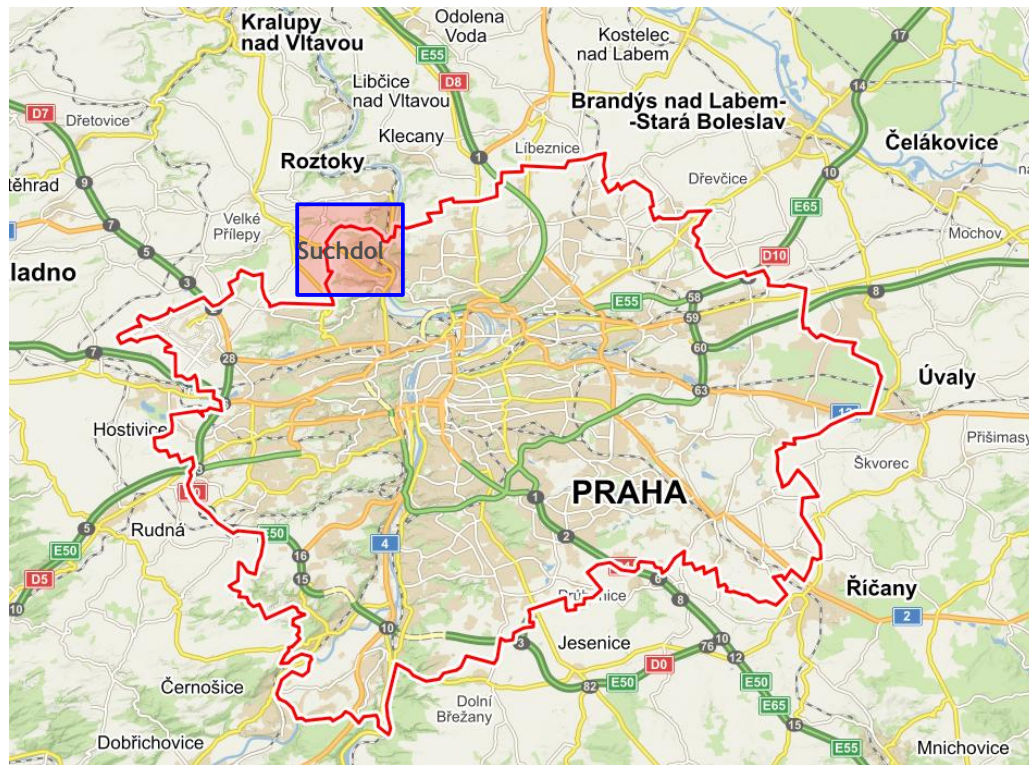 Kralupy
nad Vltavou
Odolena
Voda
Kostelec
nad Labem
17
E55
D8
Libčice
nad Vltavou
14
D7
Dřetovice
Brandýs nad Labem-
-Stará Boleslav
Klecany
Líbeznice
1
Čelákovice
Roztoky
10
Dřevčice
9
těhrad
E65
Velké
Přílepy
7
Mochov
Suchdol
5
D10
ladno
3
8
58
E55
59
60
7
28
63
Úvaly
Hostivice
Přišimasy
Škvorec
PRAHA
1
5
Rudná
E50
E50
4
2
16
D5
15
6
10
Říčany
8
2
10
Jesenice
3
10
76
D0
12
Černošice
82
E50
Dolní
Břežany
E65
15
Dobřichovice
E55
Mnichovice